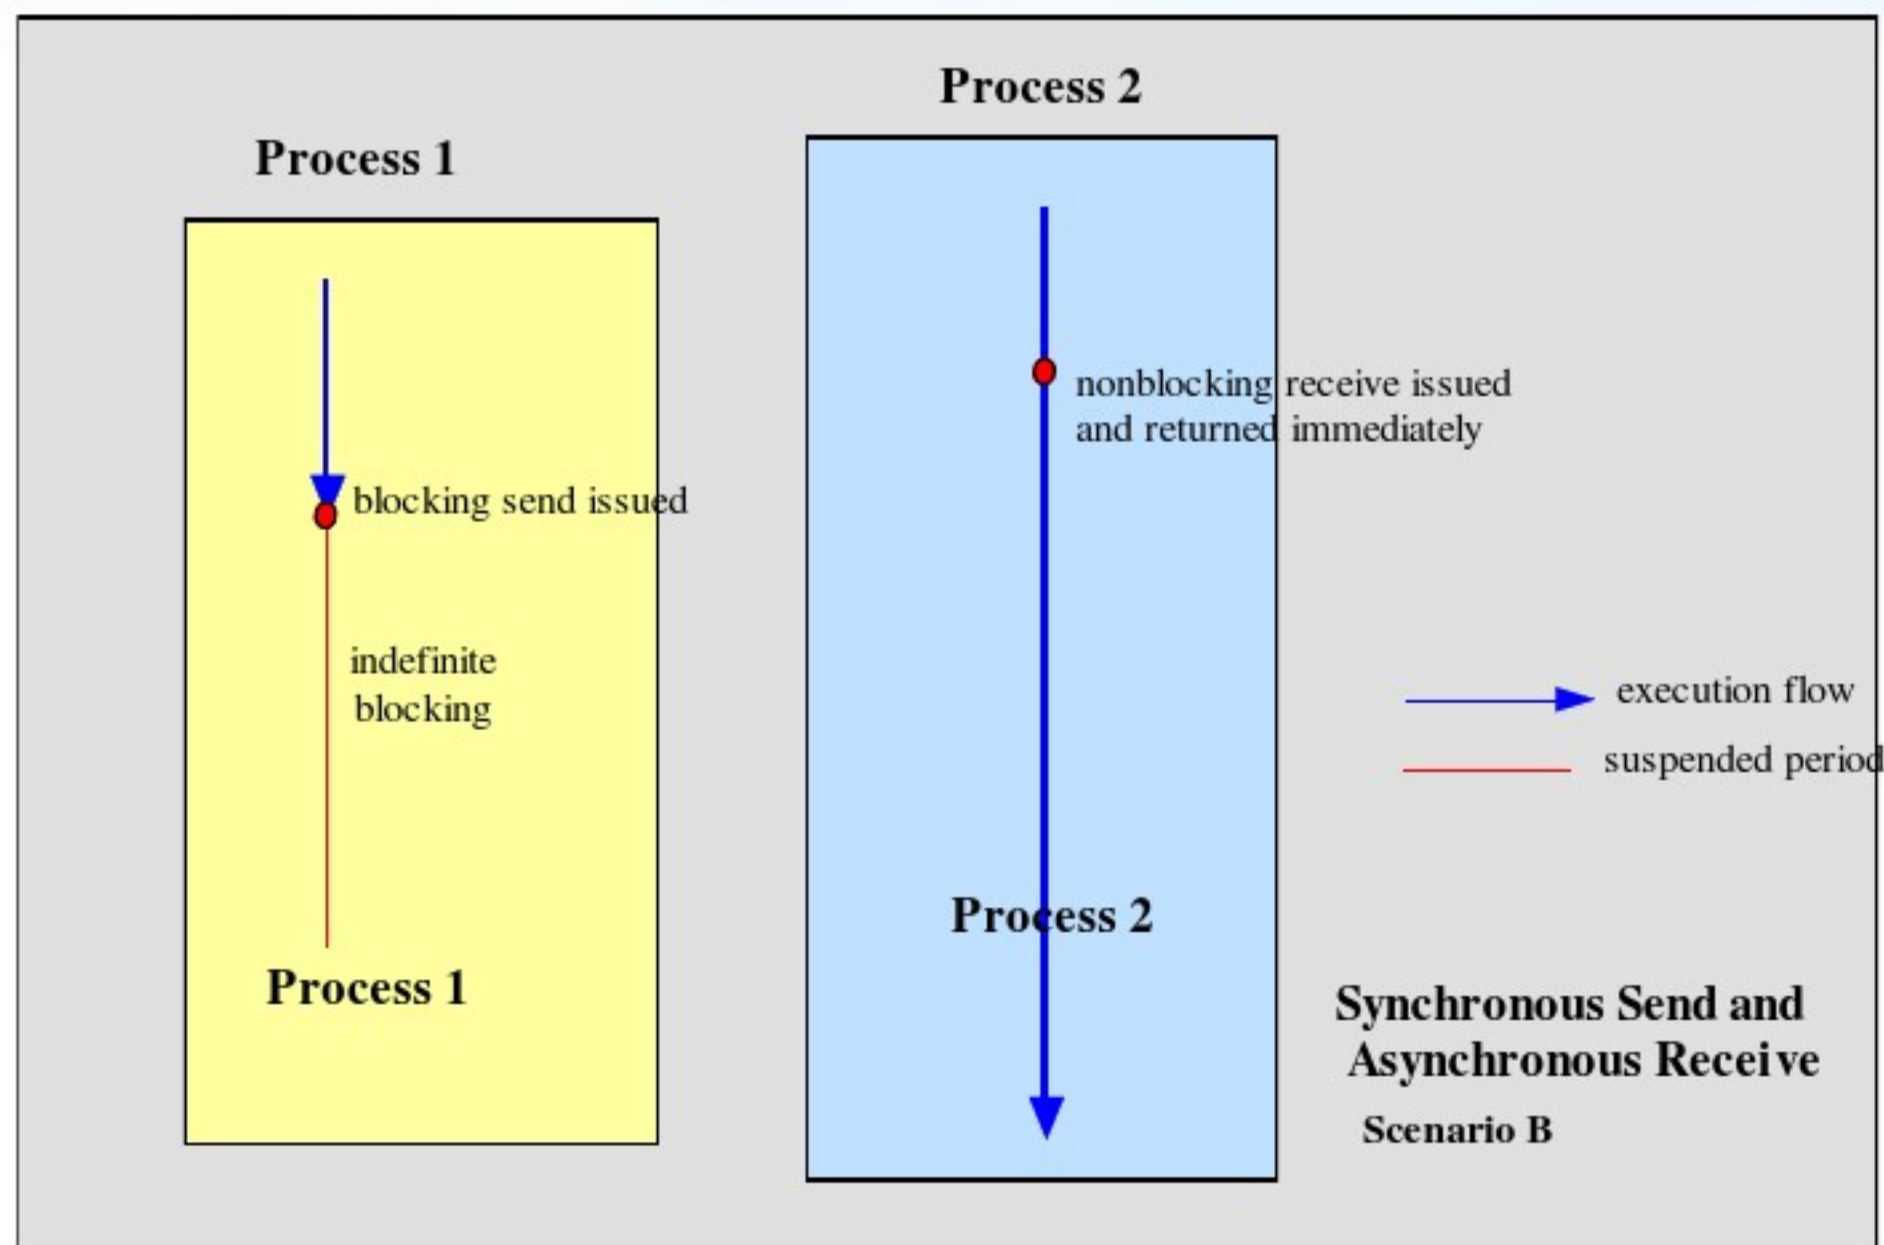 Process 2
Process 1
nonblocking receive issued
and returned immediately
blocking send issued
indefinite
blocking
execution flow
suspended period
Process 2
Process 1
Synchronous Send and
Asynchronous Receive
Scenario B